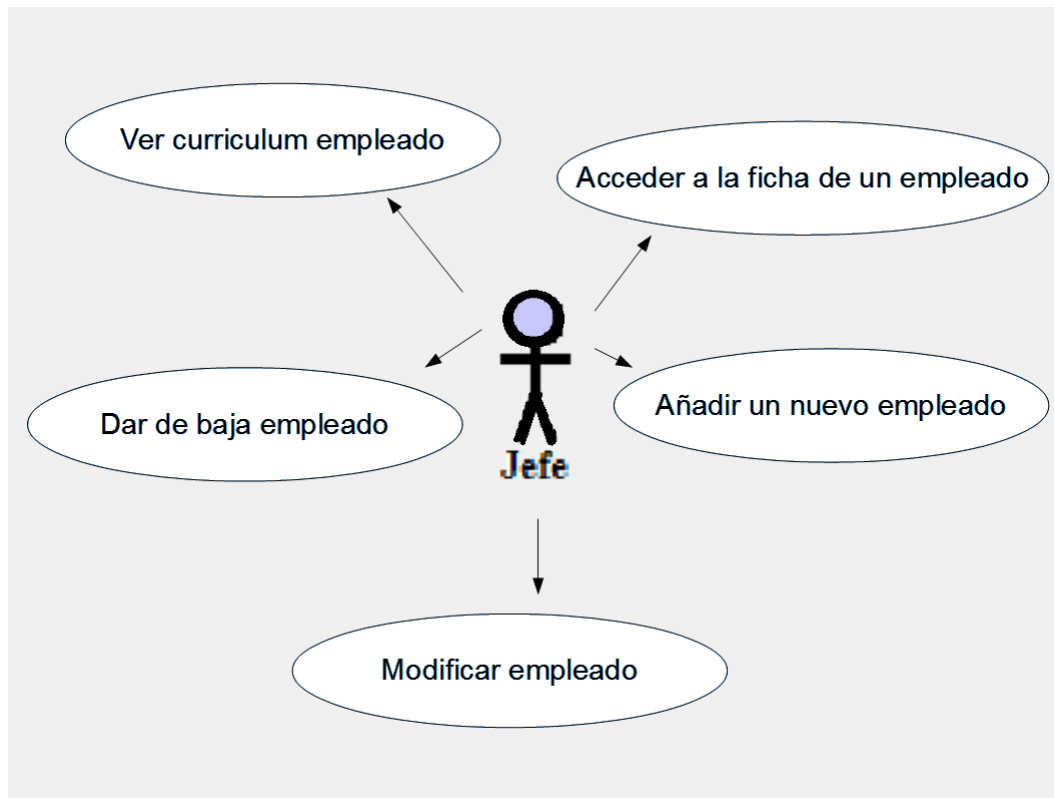 Ver curriculum empleado
Acceder a la ficha de un empleado
Dar de baja empleado
Añadir un nuevo empleado
Jefe
Modificar empleado